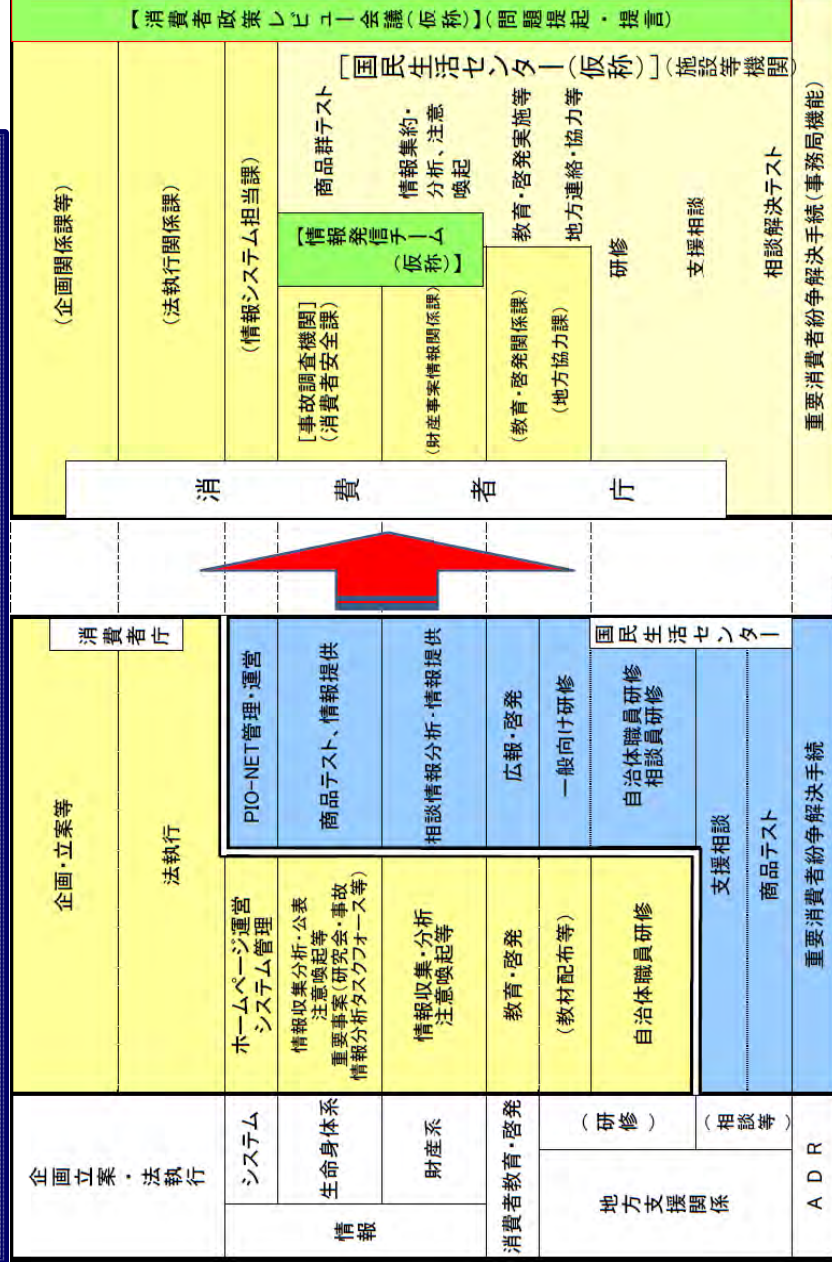 企画立案・法執行
情報
システム
生命身体系
財産系
消費者教育・啓発
地方支援関係
(研修)
(相談等)
ADR
企画・立案等
法執行
消費者庁
ホームページ運営
システム管理
PIO-NET管理・運営
情報収集分析・公表
注意喚起等
重要事案(研究会・事故
情報分析タスクフォース等)
商品テスト、情報提供
情報収集・分析
注意喚起等
相談情報分析・情報提供
教育・啓発
広報・啓発
(教材配布等)
一般向け研修
自治体職員研修
自治体職員研修
相談員研修
国民生活センター
支援相談
商品テスト
重要消費者紛争解決手続
消費者庁
(企画関係課等)
(法執行関係課)
(情報システム担当課)
[事故調査機関]
(消費者安全課)
(財産事案情報関係課)
【情報発信チーム
(仮称)】
商品群テスト
情報集約・
分析、注意
喚起
(教育・啓発関係課)
(地方協力課)
教育・啓発実施等
地方連絡・協力等
研修
支援相談
相談解決テスト
重要消費者紛争解決手続(事務局機能)
[国民生活センター(仮称)](施設等機関)
【消費者政策レビュー会議(仮称)】(問題提起・提言)